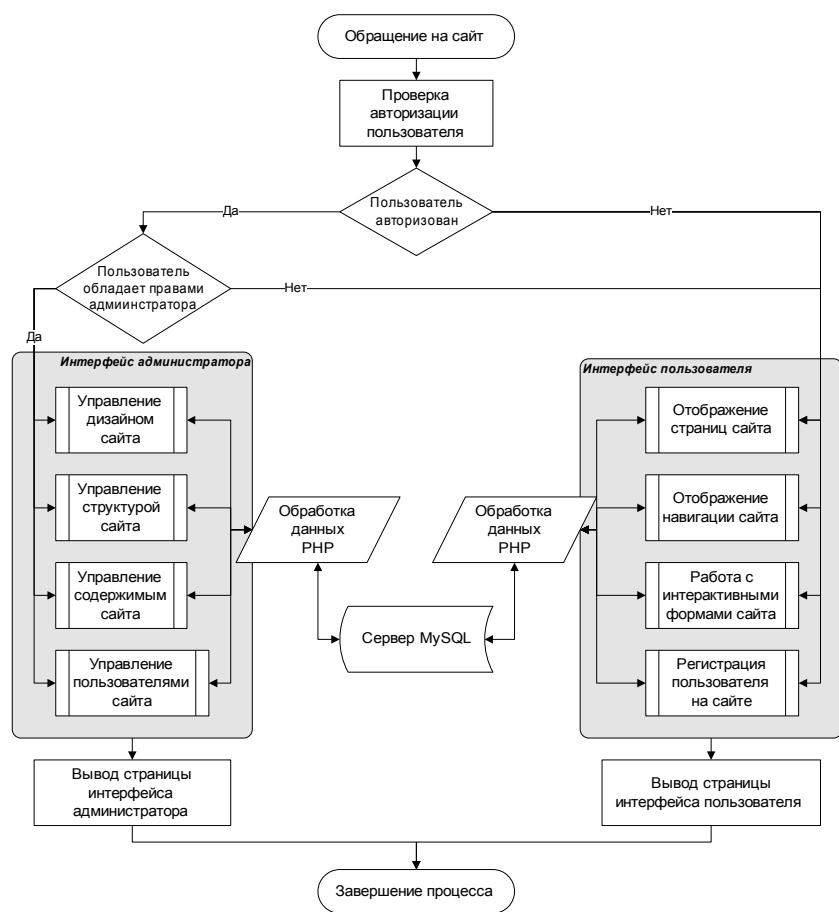 Обращение на сайт
Проверка
авторизации
пользователя
Пользователь
авторизован
Да
Нет
Пользователь
обладает правами
адмиинстратора
Нет
Да
Интерфейс администратора
Управление
дизайном
сайта
Управление
структурой
сайта
Управление
содержимым
сайта
Управление
пользователями
сайта
Обработка
данных
PHP
Обработка
данных
PHP
Сервер MySQL
Интерфейс пользователя
Отображение
страниц сайта
Отображение
навигации сайта
Работа с
интерактивными
формами сайта
Регистрация
пользователя
на сайте
Вывод страницы
интерфейса
администратора
Вывод страницы
интерфейса пользователя
Завершение процесса